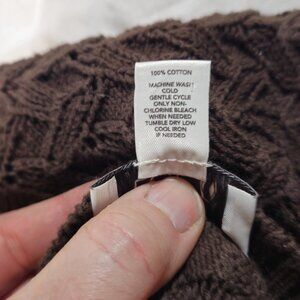 100% COTTON
MACHINE WASH
COLD
GENTLE CYCLE
ONLY NON-
CHLORINE BLEACH
WHEN NEEDED
TUMBLE DRY LOW
COOL IRON
IF NEEDED